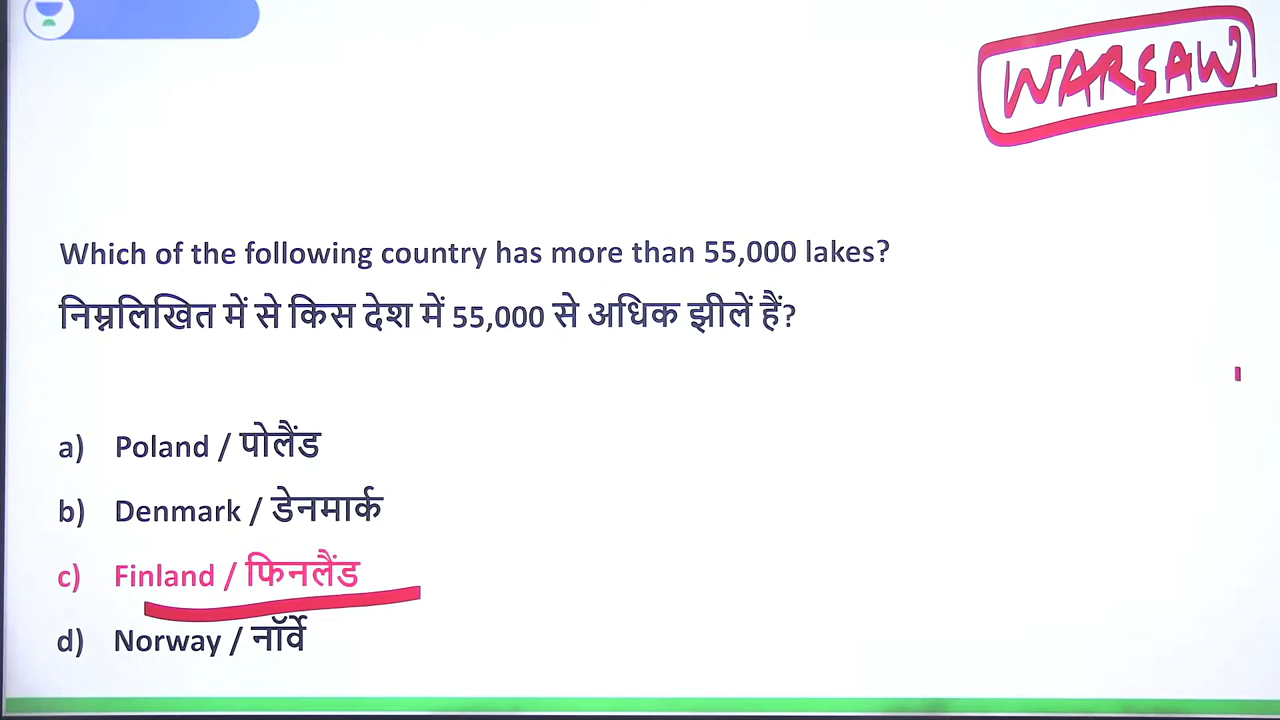 WARSAW
Which of the following country has more than 55,000 lakes?
निम्नलिखित में से किस देश में 55,000 से अधिक झीलें हैं?
a) Poland / पोलैंड
b) Denmark / डेनमार्क
c) Finland / फिनलैंड
d) Norway / नॉर्वे